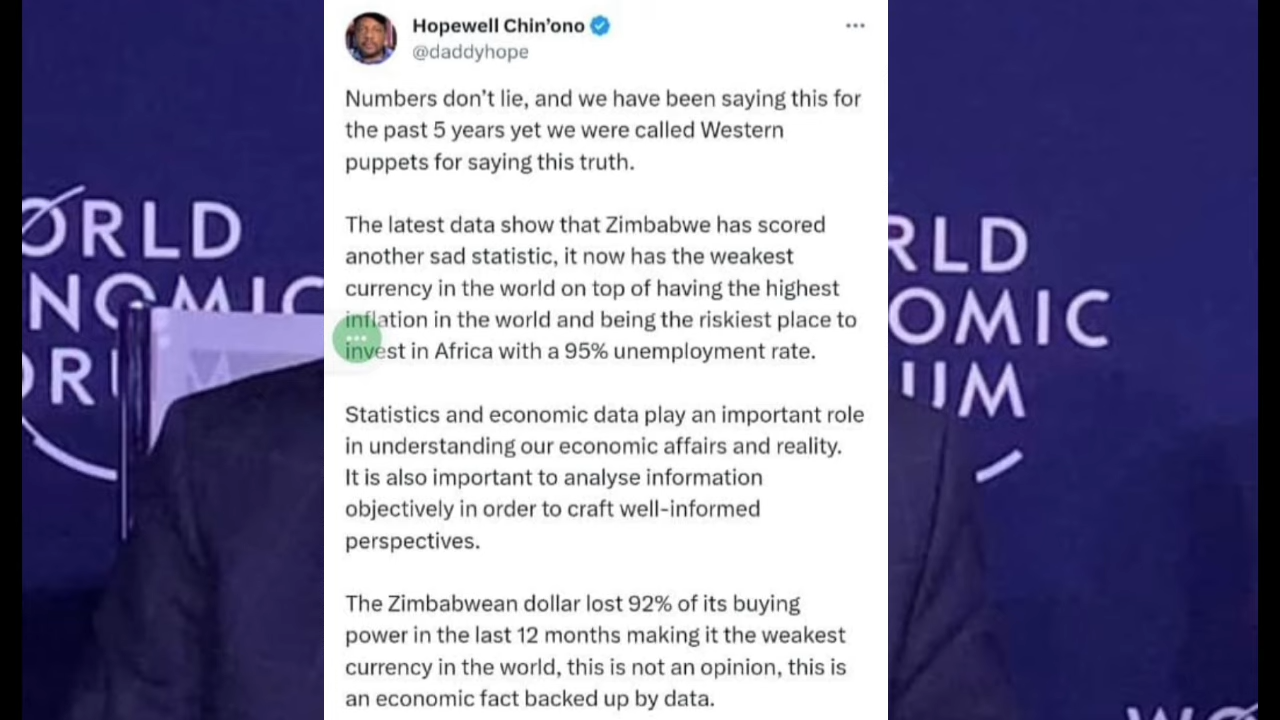 Hopewell Chin'ono
@daddyhope
Numbers don't lie, and we have been saying this for
the past 5 years yet we were called Western
puppets for saying this truth.
The latest data show that Zimbabwe has scored
another sad statistic, it now has the weakest
currency in the world on top of having the highest
inflation in the world and being the riskiest place to
invest in Africa with a 95% unemployment rate.
Statistics and economic data play an important role
in understanding our economic affairs and reality.
It is also important to analyse information
objectively in order to craft well-informed
perspectives.
The Zimbabwean dollar lost 92% of its buying
power in the last 12 months making it the weakest
currency in the world, this is not an opinion, this is
an economic fact backed up by data.
ORLD
NOMIC
OR
RLD
OMIC
UM
WO